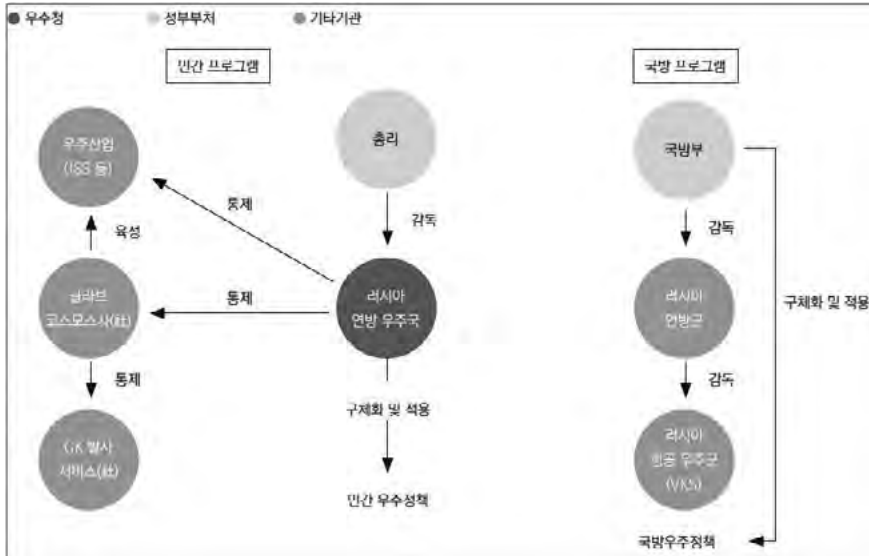 우주청 정부부처 기타기관
민간 프로그램
국방 프로그램
우주산업
(ISS 등)
총리
국방부
통제
감독
감독
육성
글라브
코스모스사(社)
통제
러시아
연방 우주국
러시아
연방군
구체화 및 적용
통제
감독
구체화 및 적용
GK 발사
서비스(社)
러시아
항공 우주군
(VKS)
민간 우주정책
국방우주정책